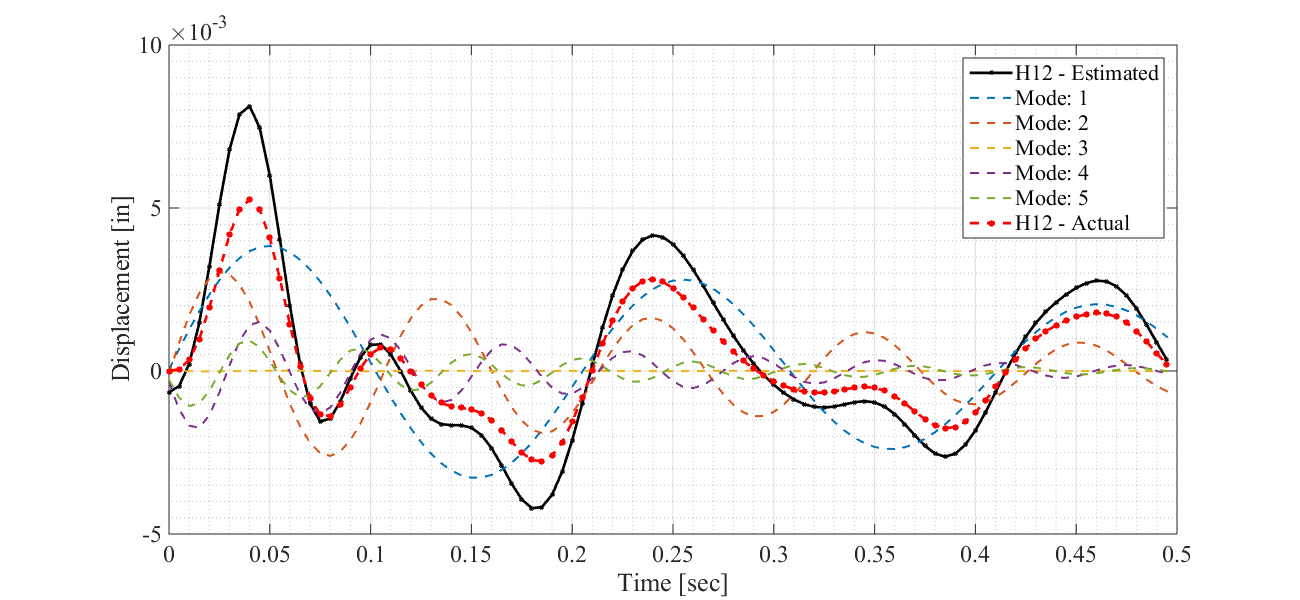 ×10-3
10
5
0
-5
Displacement [in]
0 0.05 0.1 0.15 0.2 0.25 0.3 0.35 0.4 0.45 0.5
Time [sec]
H12 - Estimated
Mode: 1
Mode: 2
Mode: 3
Mode: 4
Mode: 5
H12 - Actual